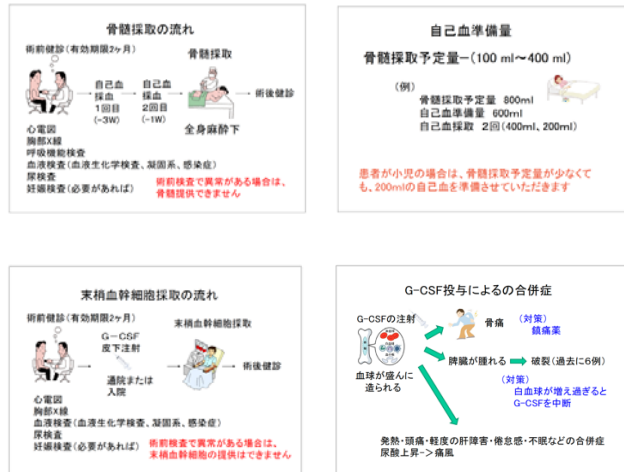 骨髄採取の流れ
術前健診(有効期限2ヶ月)
骨髄採取
自己血
採血
1回目
(-3W)
自己血
採血
2回目
(-1W)
術後健診
全身麻酔下
心電図
胸部X線
呼吸機能検査
血液検査(血液生化学検査、凝固系、感染症)
尿検査
妊娠検査(必要があれば)
術前検査で異常がある場合は、
骨髄提供できません
自己血準備量
骨髄採取予定量-(100 ml~400 ml)
(例)
骨髄採取予定量 800ml
自己血準備量 600ml
自己血採取 2回(400ml、200ml)
患者が小児の場合は、骨髄採取予定量が少なくて
も、200mlの自己血を準備させていただきます
末梢血幹細胞採取の流れ
術前健診(有効期限2ヶ月)
末梢血幹細胞採取
G-CSF
皮下注射
通院または
入院
術後健診
心電図
胸部X線
血液検査(血液生化学検査、凝固系、感染症)
尿検査
妊娠検査(必要があれば)
術前検査で異常がある場合は、
末梢血幹細胞の提供はできません
G-CSF投与によるの合併症
G-CSFの注射
骨痛
(対策)
鎮痛薬
脾臓が腫れる
破裂(過去に6例)
血球が盛んに
造られる
(対策)
白血球が増え過ぎると
G-CSFを中断
発熱・頭痛・軽度の肝障害・倦怠感・不眠などの合併症
尿酸上昇->痛風